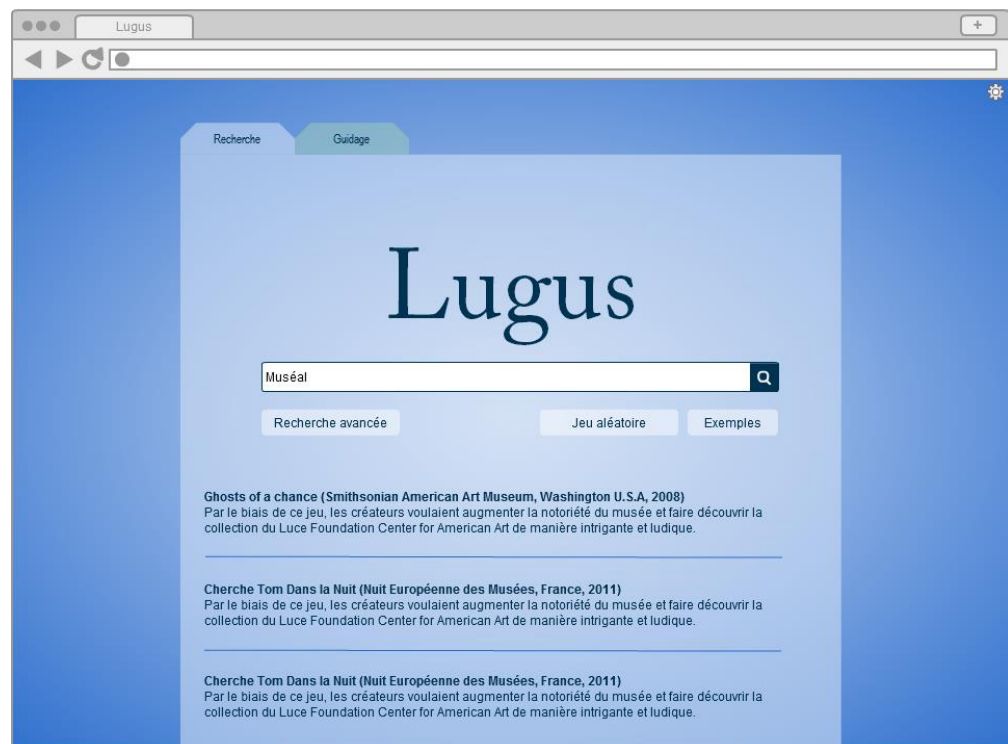 Lugus
Recherche
Guidage
Lugus
Muséal
Recherche avancée
Jeu aléatoire
Exemples
Ghosts of a chance (Smithsonian American Art Museum, Washington U.S.A, 2008)
Par le biais de ce jeu, les créateurs voulaient augmenter la notoriété du musée et faire découvrir la
collection du Luce Foundation Center for American Art de manière intrigante et ludique.
Cherche Tom Dans la Nuit (Nuit Européenne des Musées, France, 2011)
Par le biais de ce jeu, les créateurs voulaient augmenter la notoriété du musée et faire découvrir la
collection du Luce Foundation Center for American Art de manière intrigante et ludique.
Cherche Tom Dans la Nuit (Nuit Européenne des Musées, France, 2011)
Par le biais de ce jeu, les créateurs voulaient augmenter la notoriété du musée et faire découvrir la
collection du Luce Foundation Center for American Art de manière intrigante et ludique.